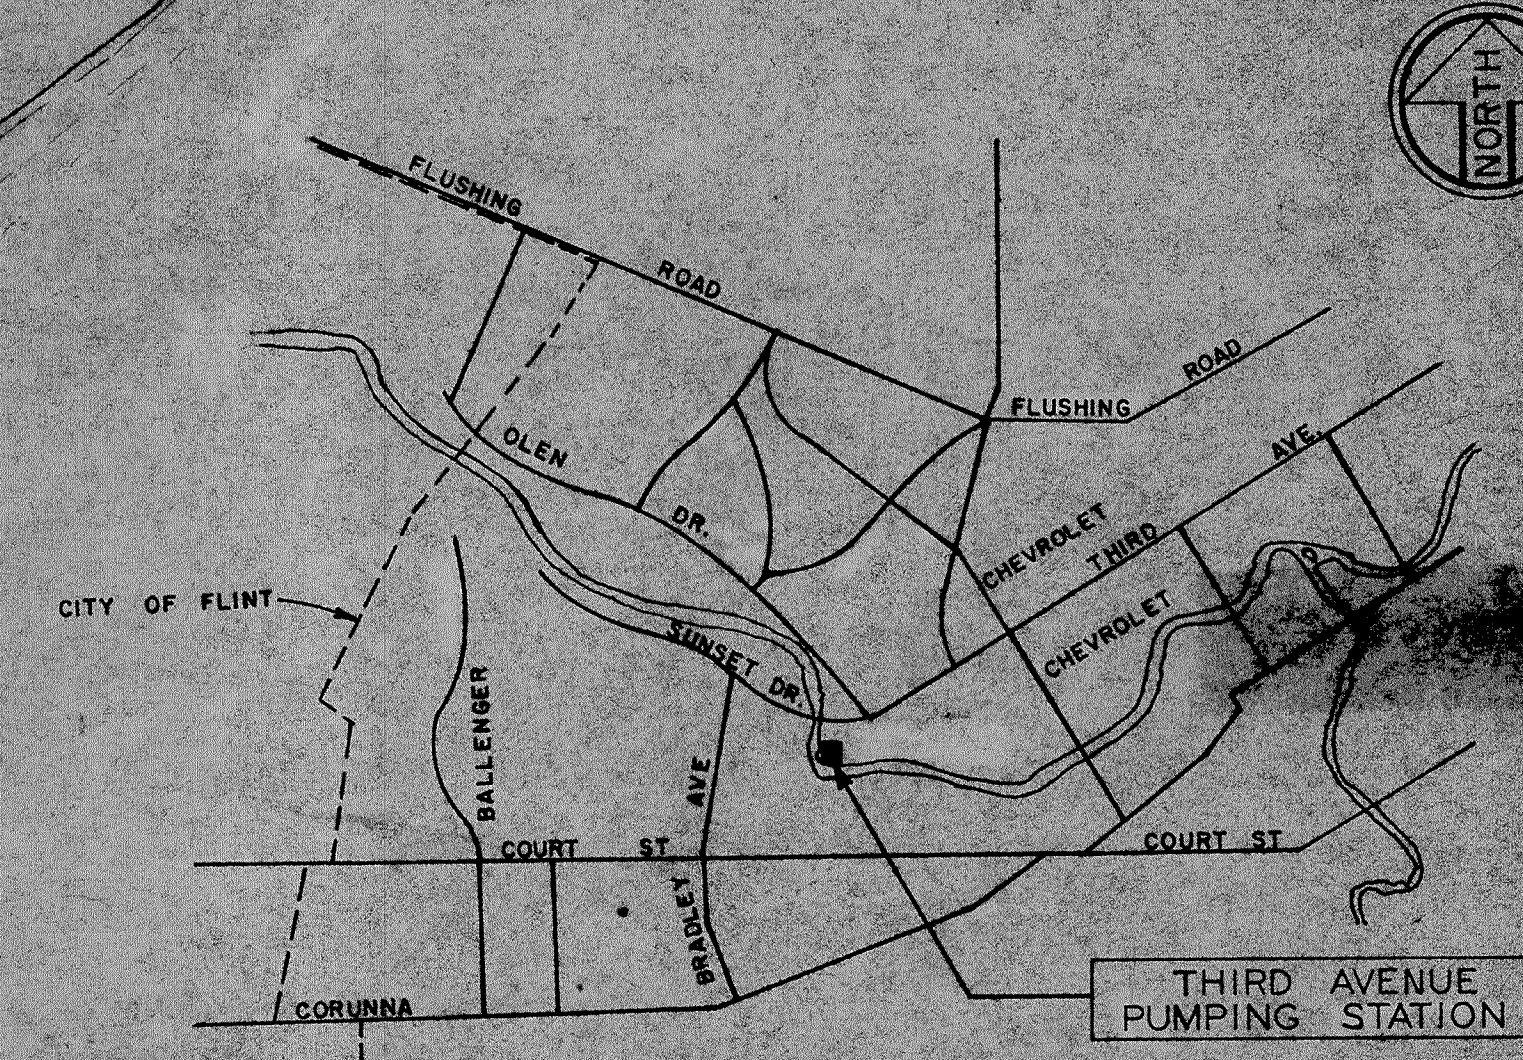 NORTH
FLUSHING
ROAD
ROAD
FLUSHING
OLEN
AVE.
DR.
CHEVROLET
THIRD
CITY OF FLINT
CHEVROLET
SUNSET
DR.
BALLENGER
AVE
COURT ST
COURT ST
BRADLEY
THIRD AVENUE
PUMPING STATION
CORUNNA